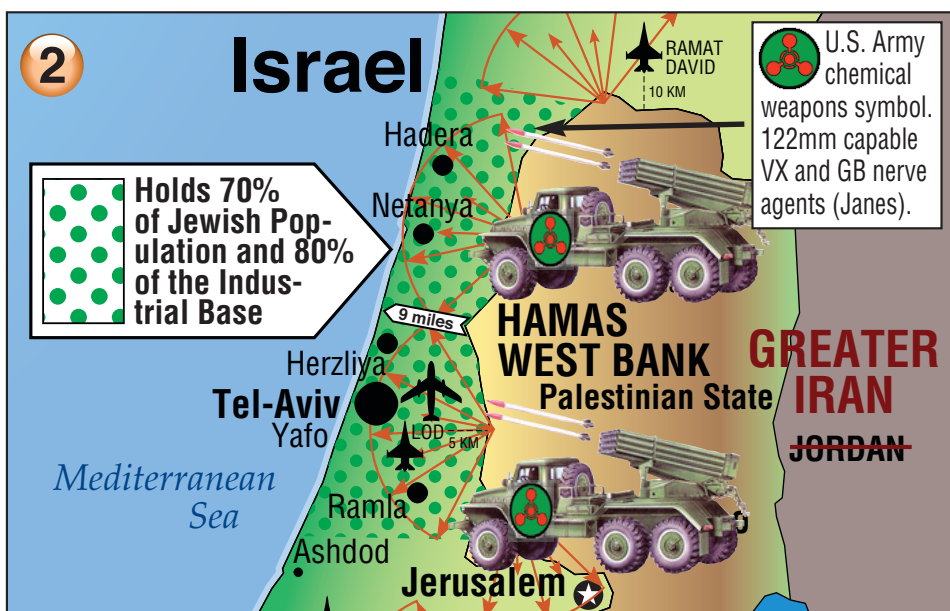 2
Israel
RAMAT
DAVID
10 KM
U.S. Army
chemical
weapons symbol.
122mm capable
VX and GB nerve
agents (Janes).
Hadera
Holds 70%
of Jewish Pop-
ulation and 80%
of the Indus-
trial Base
Netanya
9 miles
HAMAS
WEST BANK
Palestinian State
GREATER
IRAN
JORDAN
Herzliya
Tel-Aviv
Yafo
LOD
5 KM
Mediterranean
Sea
Ramla
Ashdod
Jerusalem